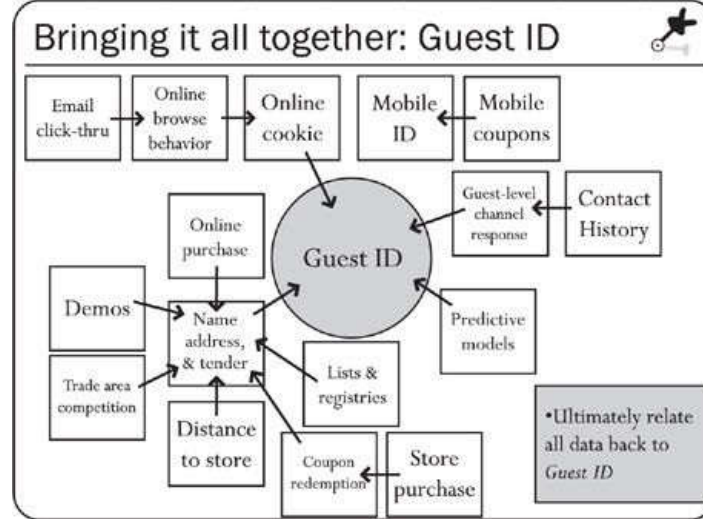 Bringing it all together: Guest ID
Email
click-thru
Online
browse
behavior
Online
cookie
Mobile
ID
Mobile
coupons
Guest-level
channel
response
Contact
History
Online
purchase
Guest ID
Demos
Name
address,
& tender
Predictive
models
Trade area
competition
Lists &
registries
Distance
to store
Coupon
redemption
Store
purchase
•Ultimately relate
all data back to
Guest ID